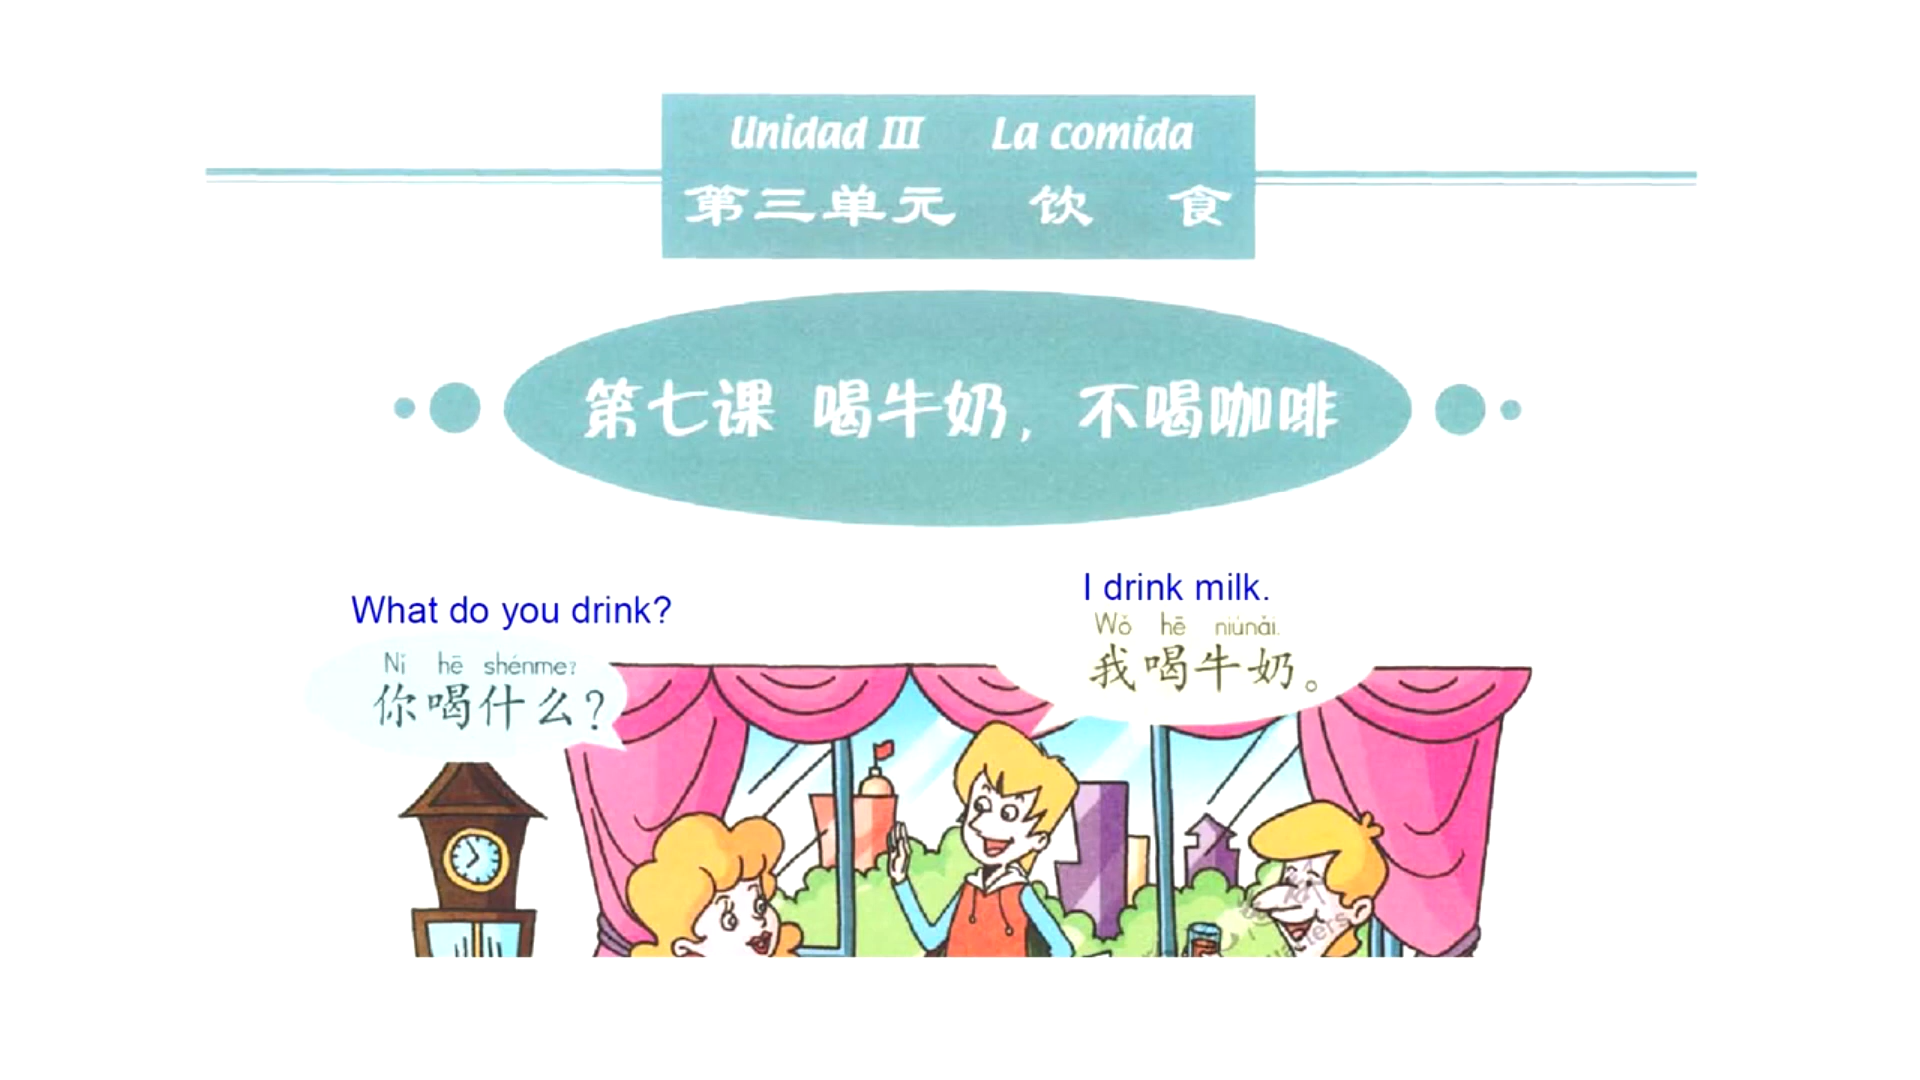 Unidad III La comida
第三单元 饮 食
第七课 喝牛奶，不喝咖啡
What do you drink?
Nǐ hē shénme?
你喝什么？
I drink milk.
Wǒ hē niúnǎi.
我喝牛奶。